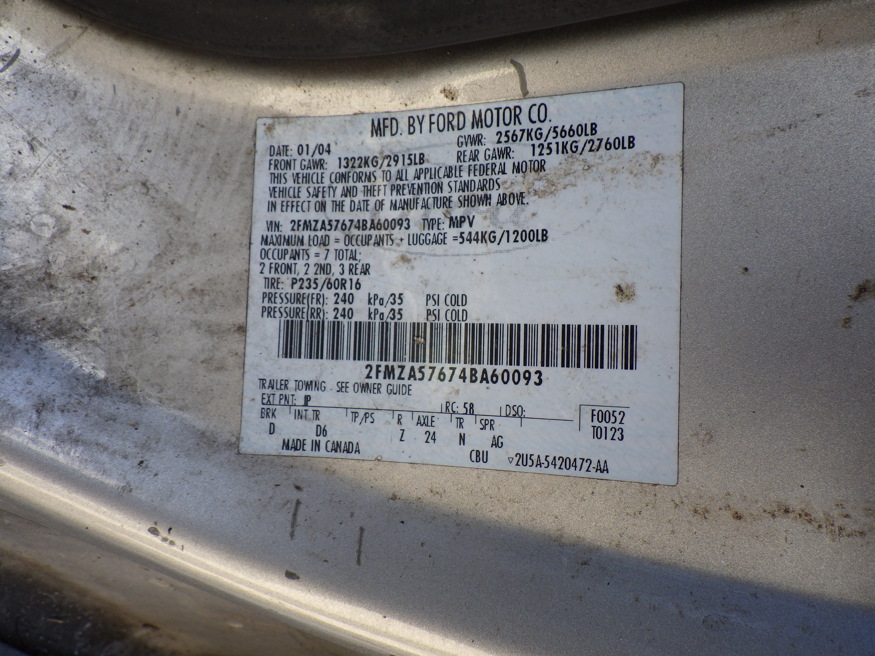 MFD. BY FORD MOTOR CO.
DATE: 01/04 GVWR: 2567KG/5660LB
FRONT GAWR: 1322KG/2915LB REAR GAWR: 1251KG/2760LB
THIS VEHICLE CONFORMS TO ALL APPLICABLE FEDERAL MOTOR
VEHICLE SAFETY AND THEFT PREVENTION STANDARDS
IN EFFECT ON THE DATE OF MANUFACTURE SHOWN ABOVE.
VIN: 2FMZA57674BA60093 TYPE: MPV
MAXIMUM LOAD = OCCUPANTS + LUGGAGE =544KG/1200LB
OCCUPANTS = 7 TOTAL;
2 FRONT, 2 2ND, 3 REAR
TIRE: P235/60R16
PRESSURE(FR): 240 kPa/35 PSI COLD
PRESSURE(RR): 240 kPa/35 PSI COLD
2FMZA57674BA60093
TRAILER TOWING - SEE OWNER GUIDE
EXT PNT: JP RC: 58 DSO: F0052
BRK INT TR TP/PS R AXLE TR SPR T0123
D D6 Z 24 N AG
MADE IN CANADA CBU ▽2U5A-5420472-AA